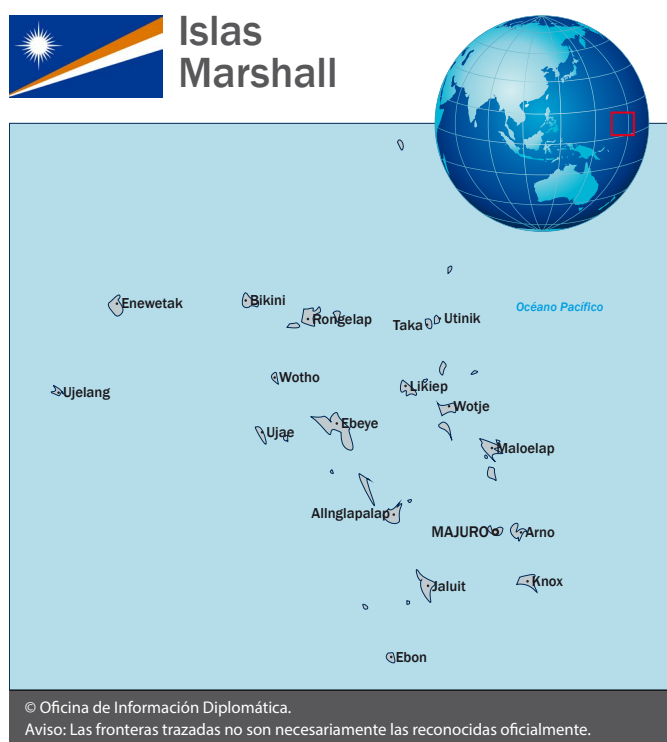 Islas
Marshall
Enewetak
Bikini
Rongelap
Taka
Utinik
Océano Pacífico
Ujelang
Wotho
Likiep
Wotje
Ujae
Ebeye
Maloelap
Allnglapalap
MAJURO
Arno
Jaluit
Knox
Ebon
© Oficina de Información Diplomática.
Aviso: Las fronteras trazadas no son necesariamente las reconocidas oficialmente.